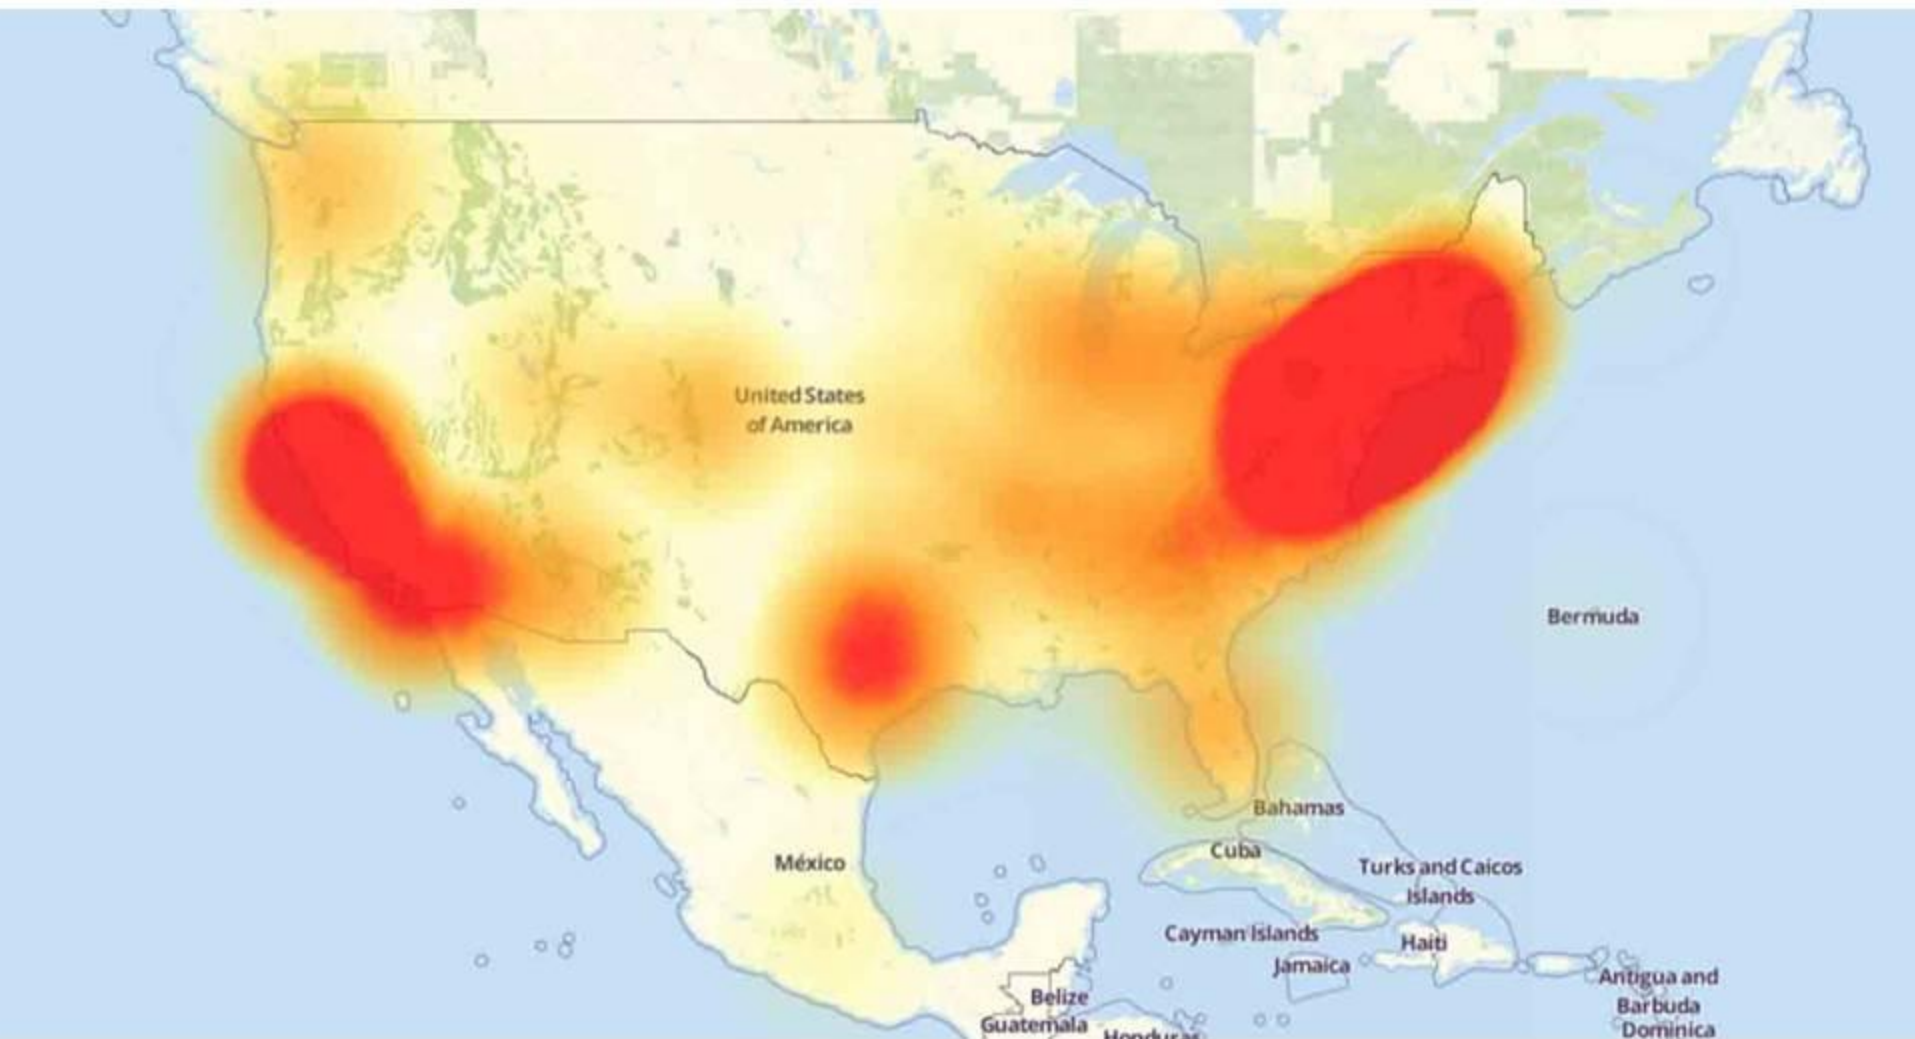 United States
of America
Bermuda
Bahamas
México
Cuba
Turks and Caicos
Islands
Cayman Islands
Haiti
Jamaica
Antigua and
Barbuda
Belize
Guatemala
Honduras
Dominica